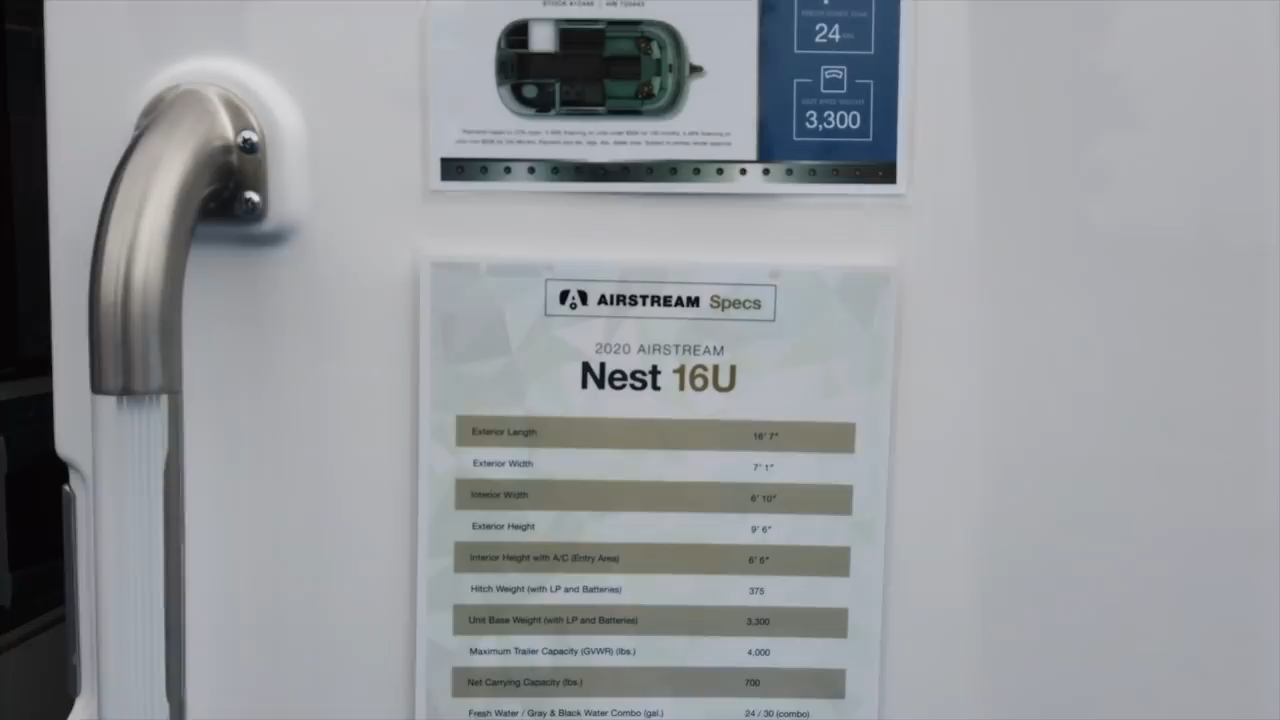 24
3,300
AIRSTREAM Specs
2020 AIRSTREAM
Nest 16U
Exterior Length 16' 7"
Exterior Width 7' 1"
Interior Width 6' 10"
Exterior Height 9' 6"
Interior Height with A/C (Entry Area) 6' 6"
Hitch Weight (with LP and Batteries) 375
Unit Base Weight (with LP and Batteries) 3,300
Maximum Trailer Capacity (GVWR) (lbs.) 4,000
Net Carrying Capacity (lbs.) 700
Fresh Water / Gray & Black Water Combo (gal.) 24 / 30 (combo)